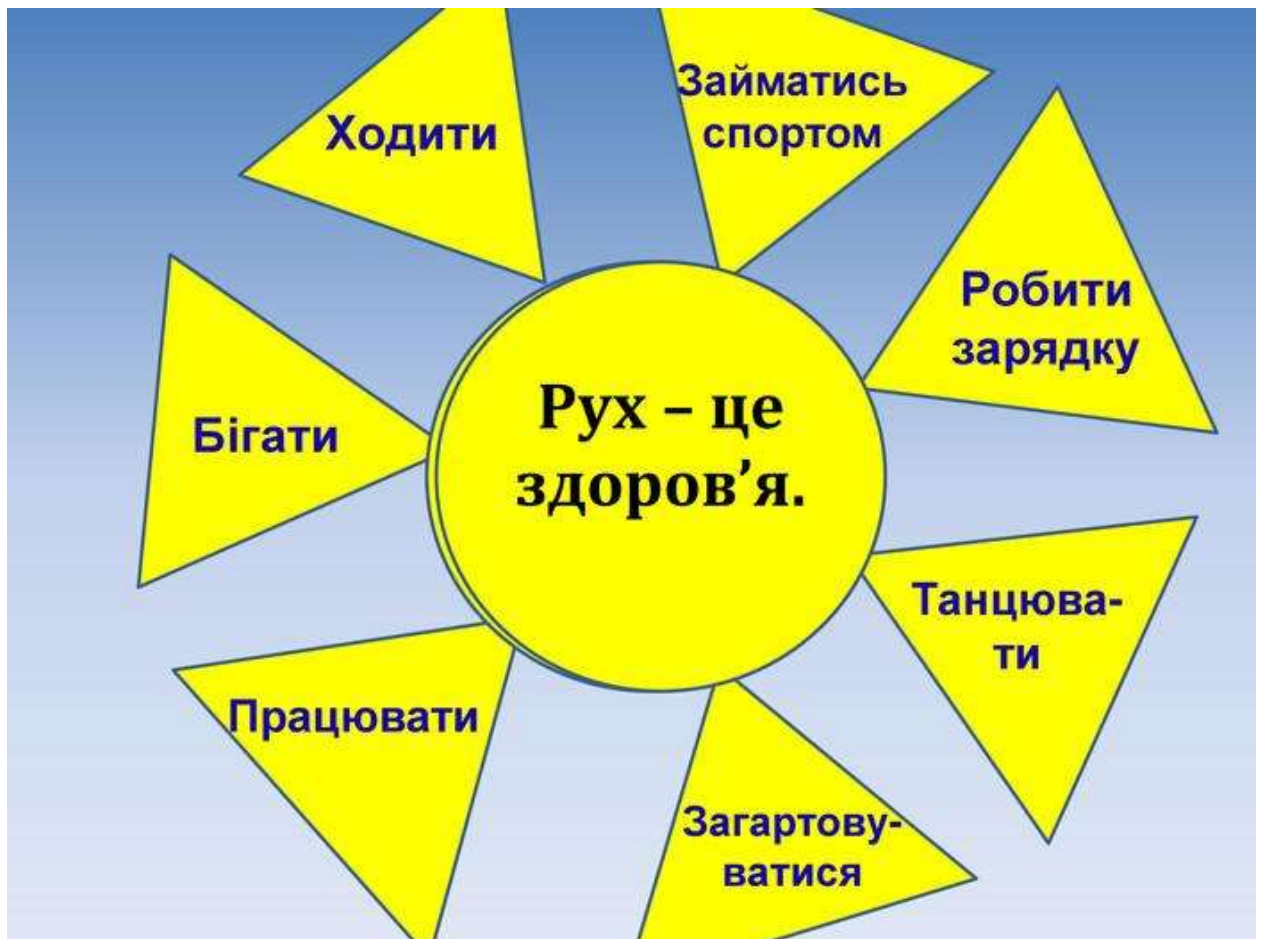 Ходити
Займатись
спортом
Робити
зарядку
Рух – це
здоров’я.
Бігати
Танцюва-
ти
Працювати
Загартову-
ватися